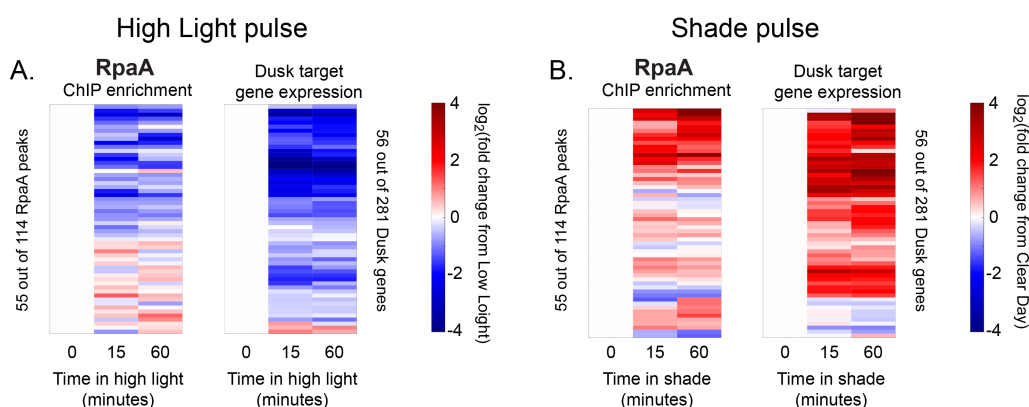 High Light pulse
A.
RpaA
ChIP enrichment
Dusk target
gene expression
55 out of 114 RpaA peaks
56 out of 281 Dusk genes
0 15 60
Time in high light
(minutes)
0 15 60
Time in high light
(minutes)
4
2
0
-2
-4
log2(fold change from Low Loight)
Shade pulse
B.
RpaA
ChIP enrichment
Dusk target
gene expression
55 out of 114 RpaA peaks
56 out of 281 Dusk genes
0 15 60
Time in shade
(minutes)
0 15 60
Time in shade
(minutes)
4
2
0
-2
-4
log2(fold change from Clear Day)